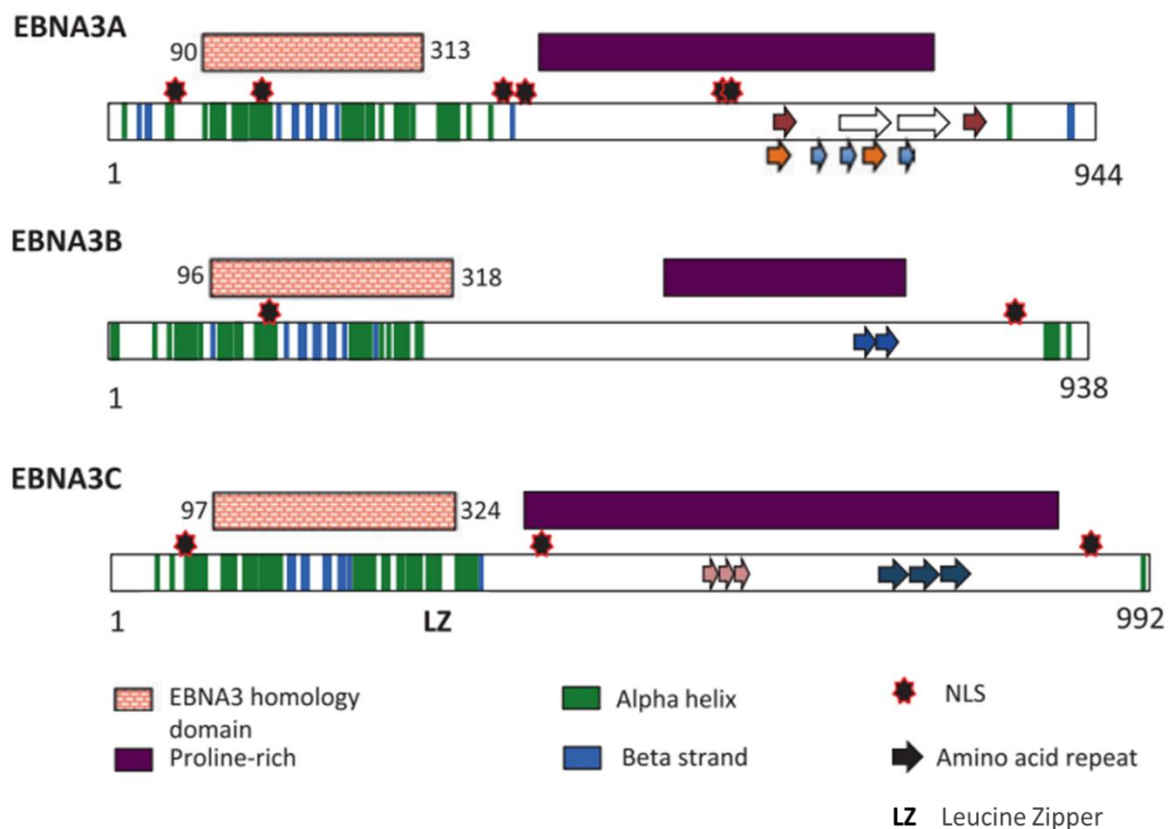 EBNA3A
90
313
1
944
EBNA3B
96
318
1
938
EBNA3C
97
324
1
LZ
992
EBNA3 homology
domain
Proline-rich
Alpha helix
Beta strand
NLS
Amino acid repeat
LZ Leucine Zipper